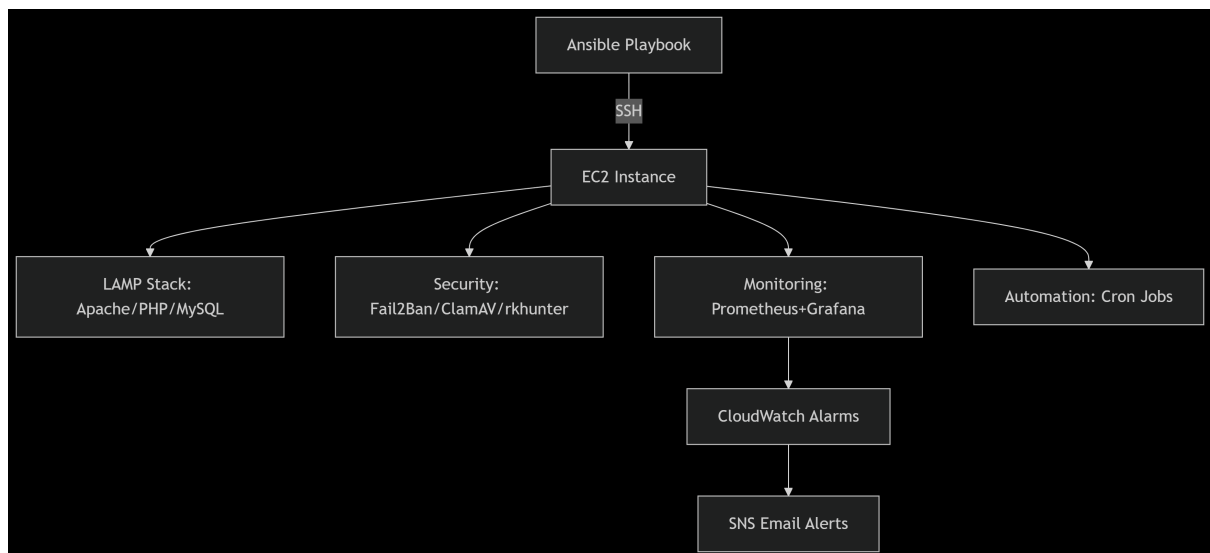 Ansible Playbook
SSH
EC2 Instance
LAMP Stack:
Apache/PHP/MySQL
Security:
Fail2Ban/ClamAV/rkhunter
Monitoring:
Prometheus+Grafana
Automation: Cron Jobs
CloudWatch Alarms
SNS Email Alerts